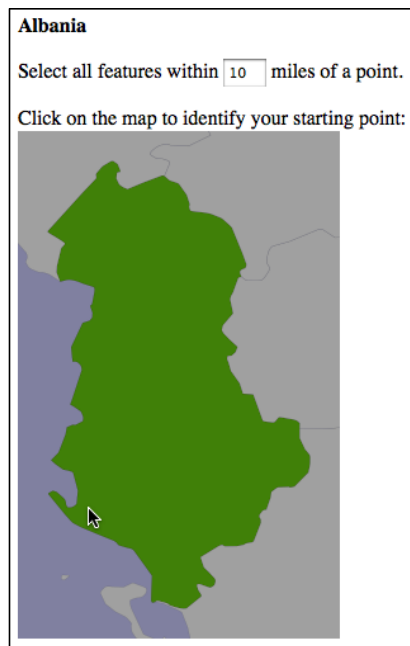 Albania
Select all features within 10 miles of a point.
Click on the map to identify your starting point: